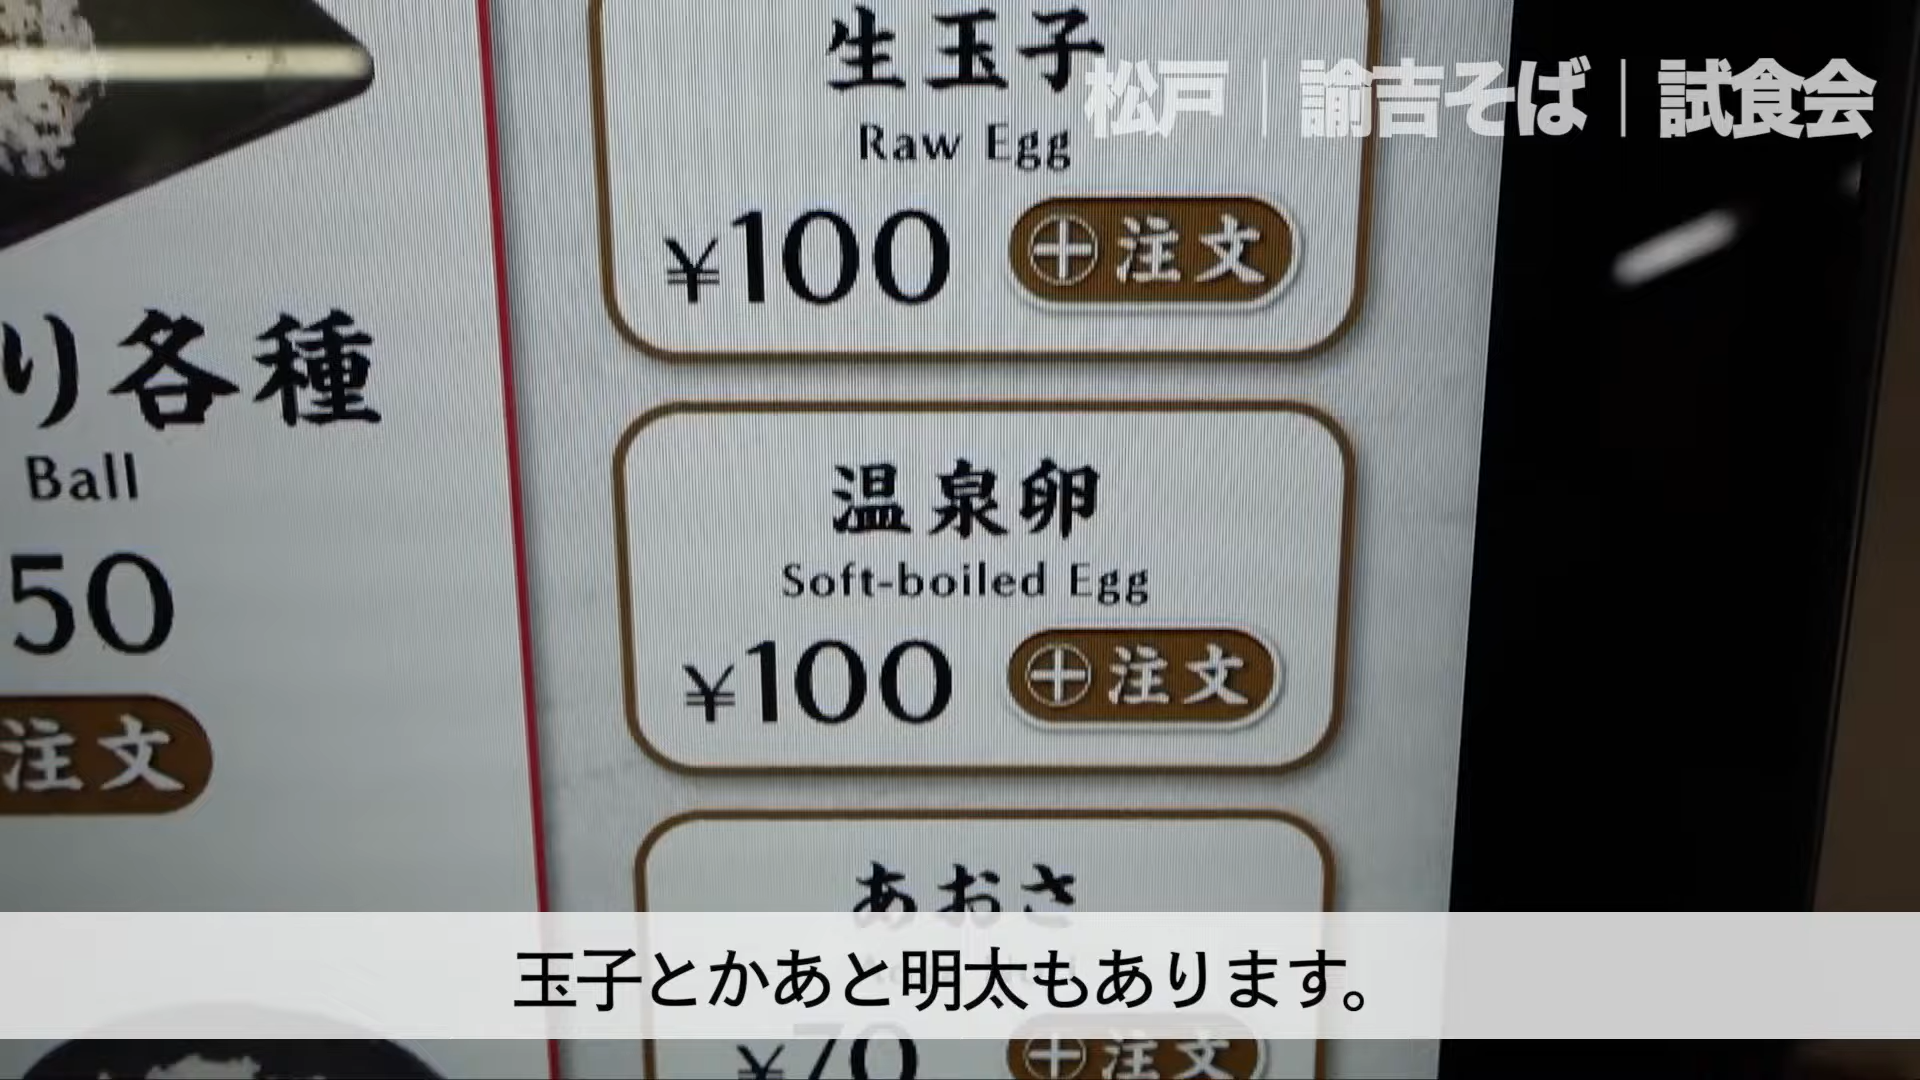 生玉子
Raw Egg
¥100
注文
松戸｜諭吉そば｜試食会
り各種
Ball
50
注文
温泉卵
Soft-boiled Egg
¥100
注文
あおさ
¥70
注文
玉子とかあと明太もあります。